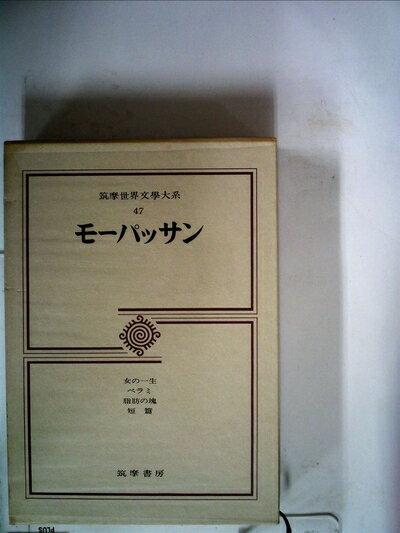 筑摩世界文學大系
47
モーパッサン
女の一生
ベラミ
脂肪の塊
短篇
筑摩書房
PLUS